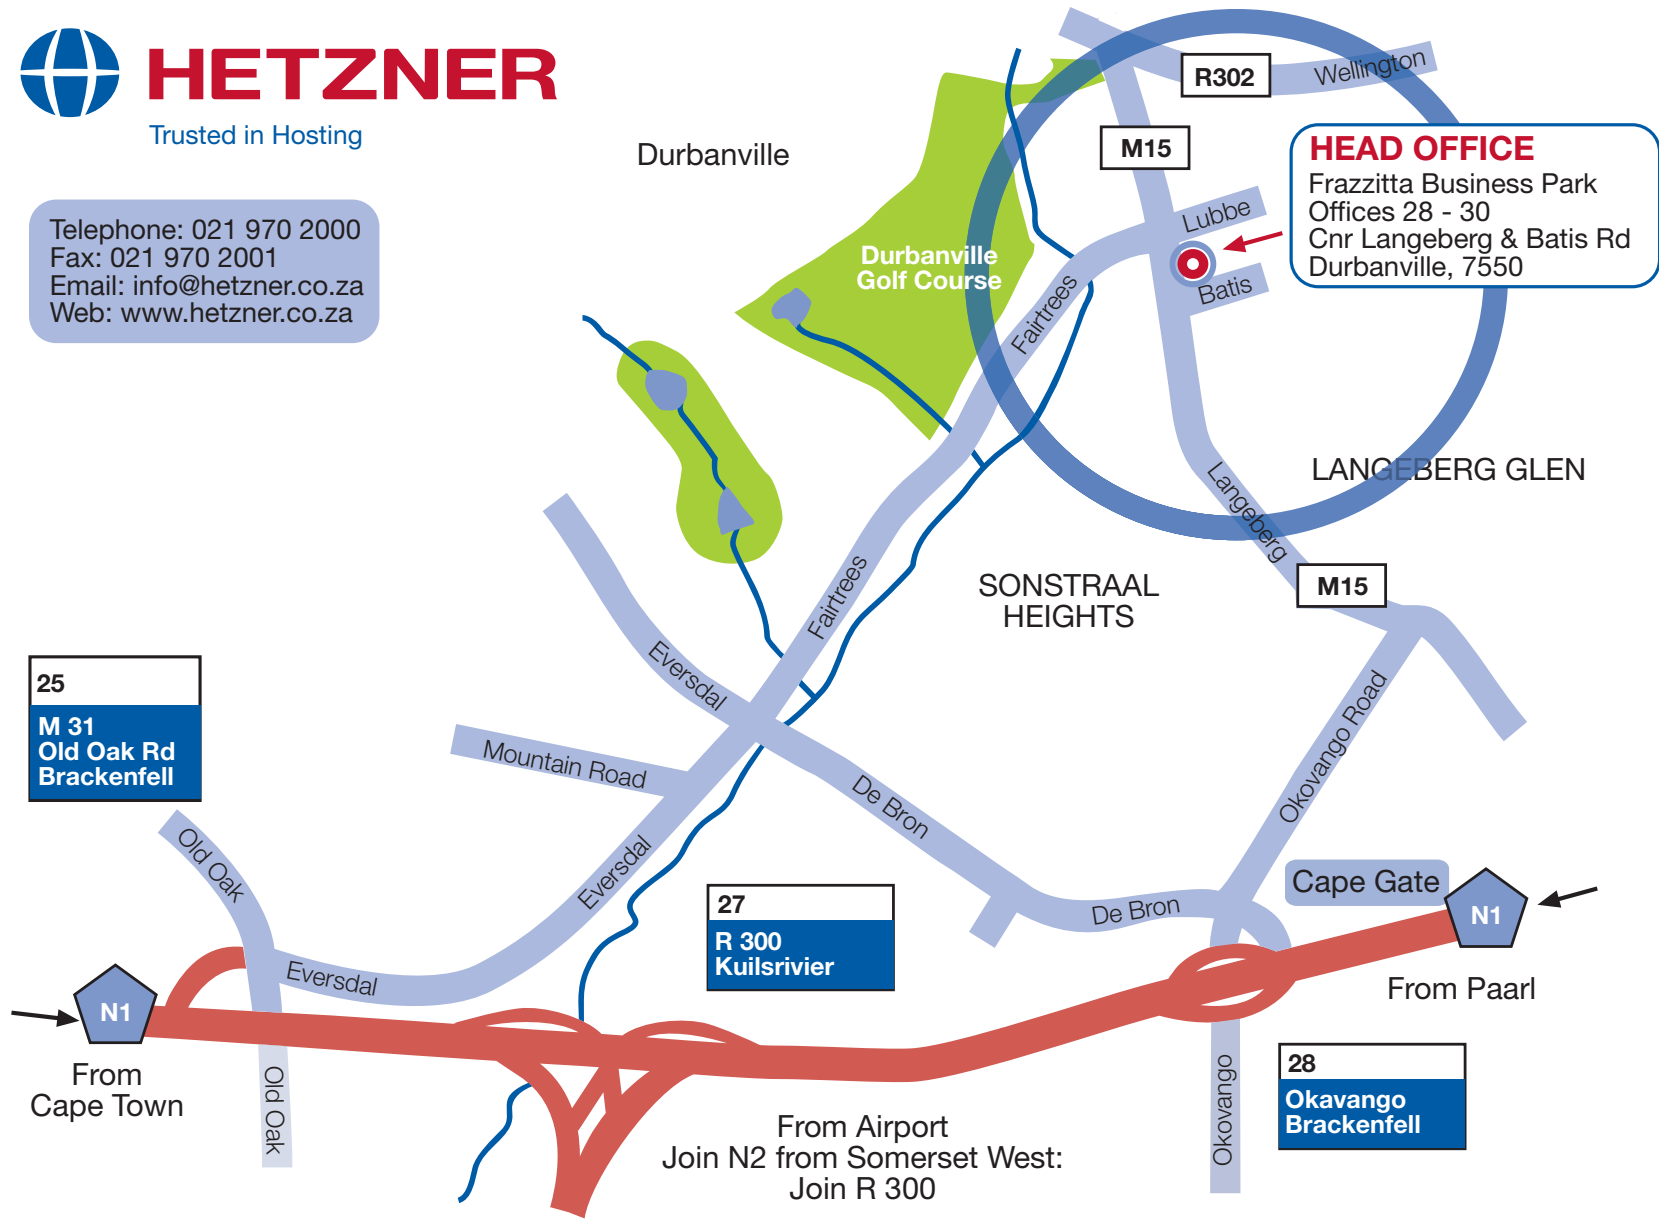 HETZNER
Trusted in Hosting
Telephone: 021 970 2000
Fax: 021 970 2001
Email: info@hetzner.co.za
Web: www.hetzner.co.za
Durbanville
R302
Wellington
M15
HEAD OFFICE
Frazzitta Business Park
Offices 28 - 30
Cnr Langeberg & Batis Rd
Durbanville, 7550
Lubbe
Batis
Durbanville
Golf Course
Fairtrees
LANGEBERG GLEN
Langeberg
M15
SONSTRAAL
HEIGHTS
Fairtrees
Eversdal
Mountain Road
Okovango Road
25
M 31
Old Oak Rd
Brackenfell
De Bron
Old Oak
Eversdal
Cape Gate
N1
De Bron
27
R 300
Kuilsrivier
Eversdal
From Paarl
N1
From
Cape Town
Old Oak
28
Okavango
Brackenfell
Okovango
From Airport
Join N2 from Somerset West:
Join R 300